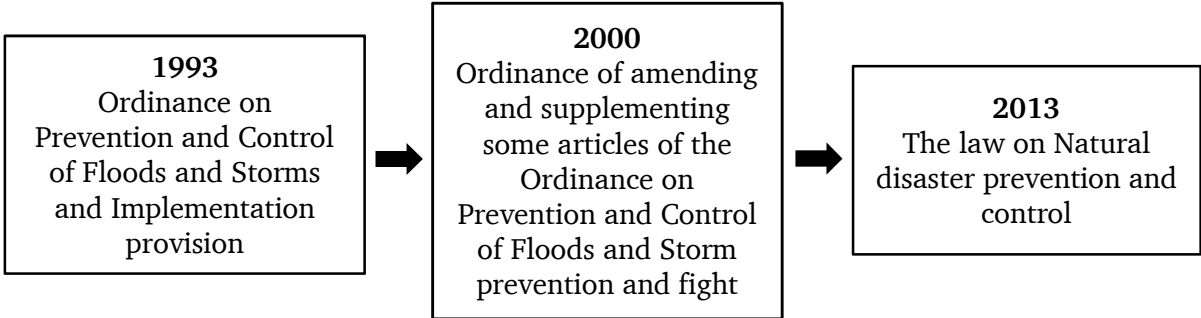 1993
Ordinance on
Prevention and Control
of Floods and Storms
and Implementation
provision
2000
Ordinance of amending
and supplementing
some articles of the
Ordinance on
Prevention and Control
of Floods and Storm
prevention and fight
2013
The law on Natural
disaster prevention and
control